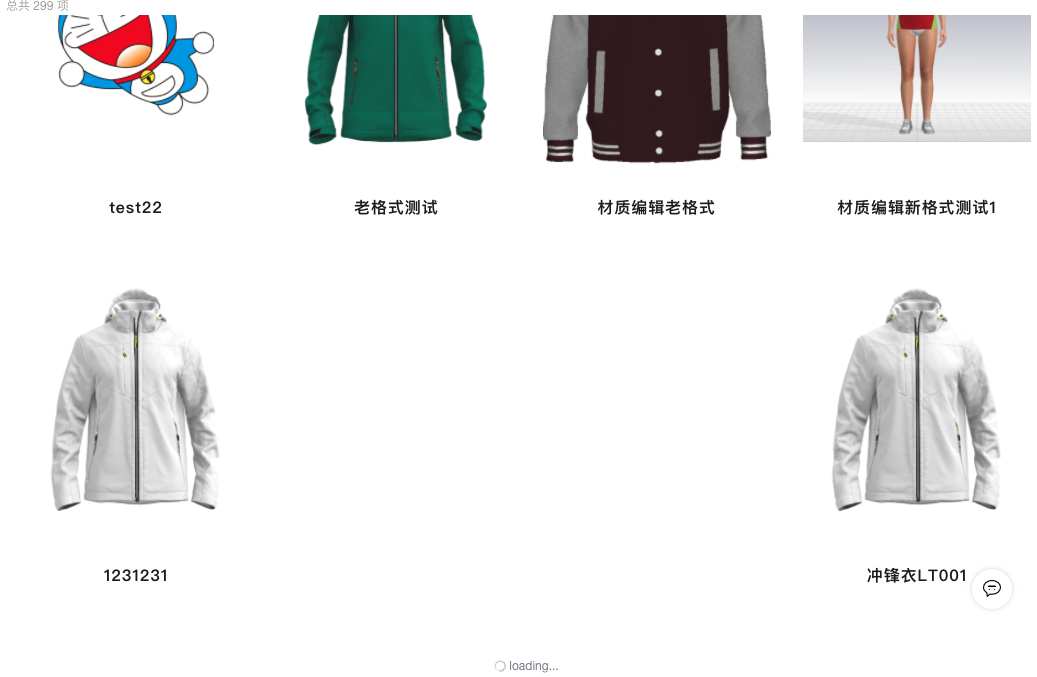 总共 299 项
test22
老格式测试
材质编辑老格式
材质编辑新格式测试1
1231231
冲锋衣LT001
loading...